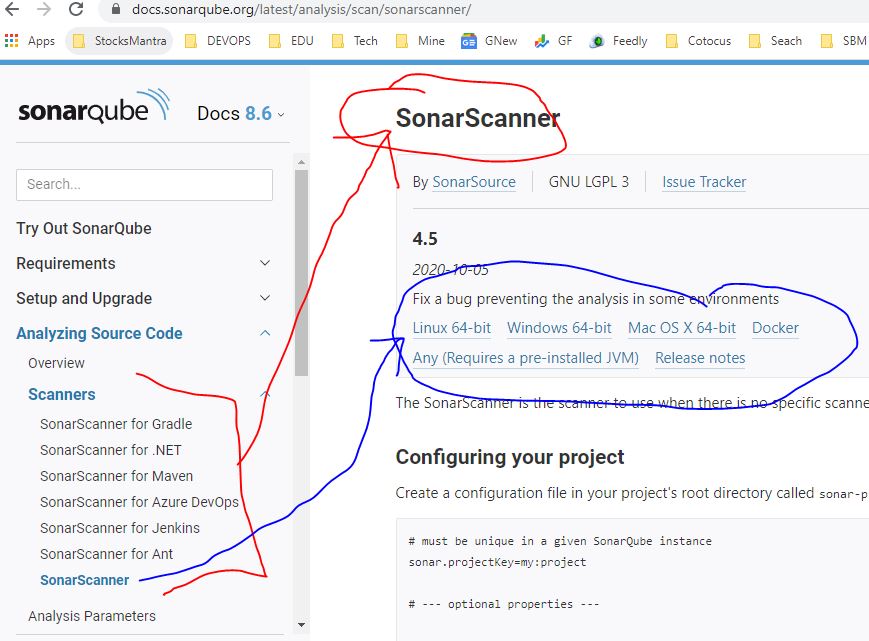 docs.sonarqube.org/latest/analysis/scan/sonarscanner/
Apps StocksMantra DEVOPS EDU Tech Mine GNew GF Feedly Cotocus Seach SBM
sonarqube Docs 8.6
Search...
Try Out SonarQube
Requirements
Setup and Upgrade
Analyzing Source Code
Overview
Scanners
SonarScanner for Gradle
SonarScanner for .NET
SonarScanner for Maven
SonarScanner for Azure DevOps
SonarScanner for Jenkins
SonarScanner for Ant
SonarScanner
Analysis Parameters
SonarScanner
By SonarSource GNU LGPL 3 Issue Tracker
4.5
2020-10-05
Fix a bug preventing the analysis in some environments
Linux 64-bit Windows 64-bit Mac OS X 64-bit Docker
Any (Requires a pre-installed JVM) Release notes
The SonarScanner is the scanner to use when there is no specific scanne
Configuring your project
Create a configuration file in your project's root directory called sonar-p
# must be unique in a given SonarQube instance
sonar.projectKey=my:project
# --- optional properties ---